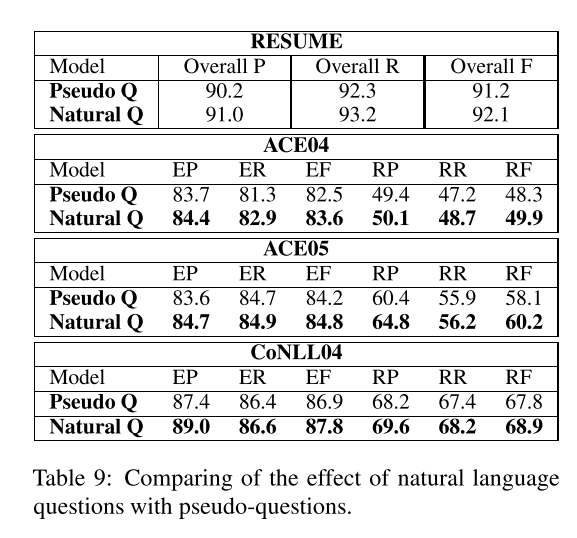 RESUME
Model Overall P Overall R Overall F
Pseudo Q 90.2 92.3 91.2
Natural Q 91.0 93.2 92.1
ACE04
Model EP ER EF RP RR RF
Pseudo Q 83.7 81.3 82.5 49.4 47.2 48.3
Natural Q 84.4 82.9 83.6 50.1 48.7 49.9
ACE05
Model EP ER EF RP RR RF
Pseudo Q 83.6 84.7 84.2 60.4 55.9 58.1
Natural Q 84.7 84.9 84.8 64.8 56.2 60.2
CoNLL04
Model EP ER EF RP RR RF
Pseudo Q 87.4 86.4 86.9 68.2 67.4 67.8
Natural Q 89.0 86.6 87.8 69.6 68.2 68.9
Table 9: Comparing of the effect of natural language
questions with pseudo-questions.